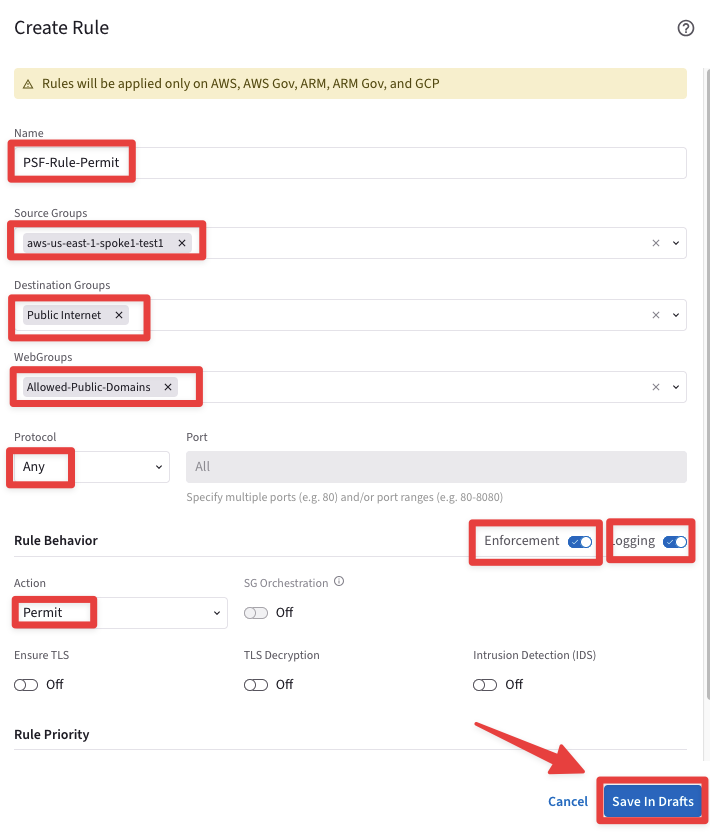 Create Rule
Rules will be applied only on AWS, AWS Gov, ARM, ARM Gov, and GCP
Name
PSF-Rule-Permit
Source Groups
aws-us-east-1-spoke1-test1
Destination Groups
Public Internet
WebGroups
Allowed-Public-Domains
Protocol Port
Any All
Specify multiple ports (e.g. 80) and/or port ranges (e.g. 80-8080)
Rule Behavior Enforcement ogging
Action SG Orchestration
Permit Off
Ensure TLS TLS Decryption Intrusion Detection (IDS)
Off Off Off
Rule Priority
Cancel Save In Drafts